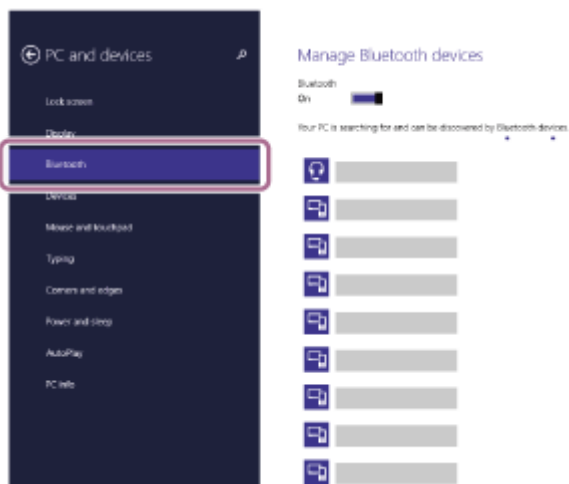 PC and devices
Lock screen
Display
Bluetooth
Devices
Mouse and touchpad
Typing
Corners and edges
Power and sleep
AutoPlay
PC info
Manage Bluetooth devices
Bluetooth
On
Your PC is searching for and can be discovered by Bluetooth devices.